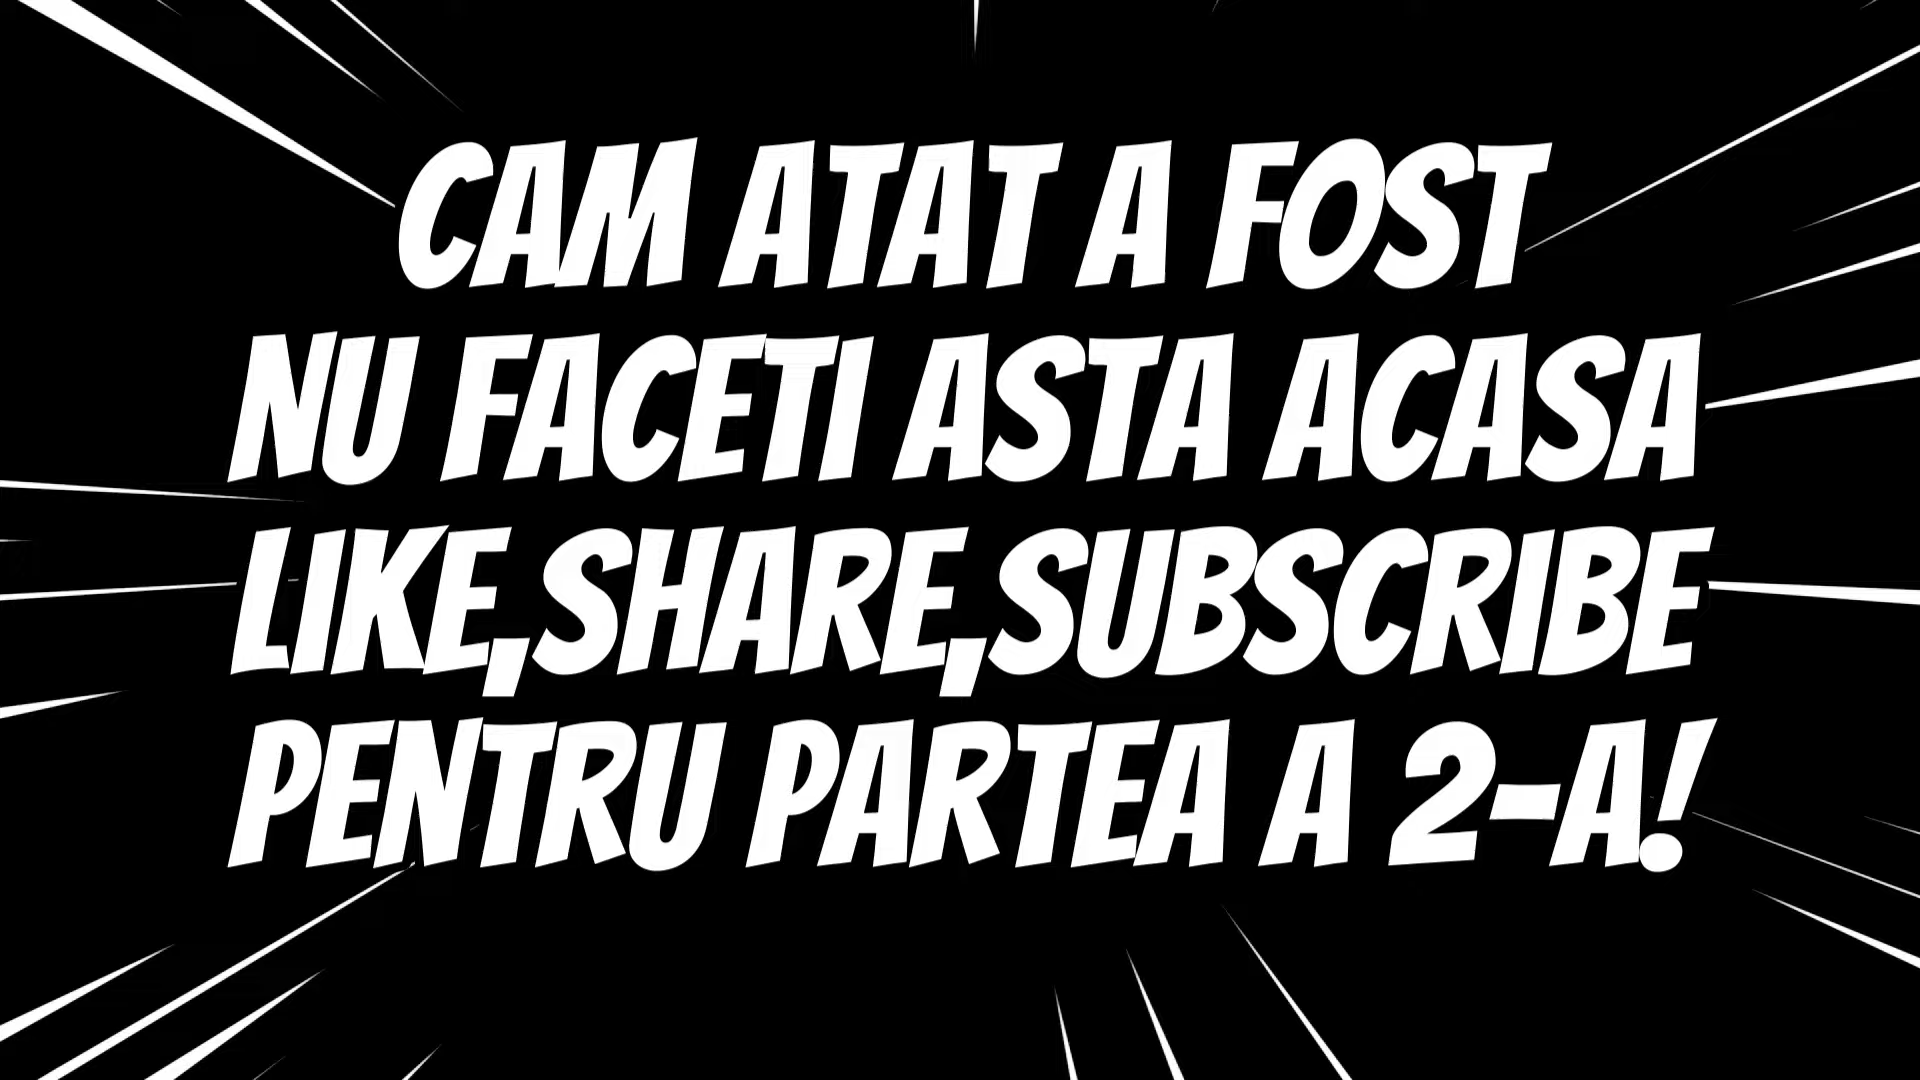 CAM ATAT A FOST
NU FACETI ASTA ACASA
LIKE,SHARE,SUBSCRIBE
PENTRU PARTEA A 2-A!